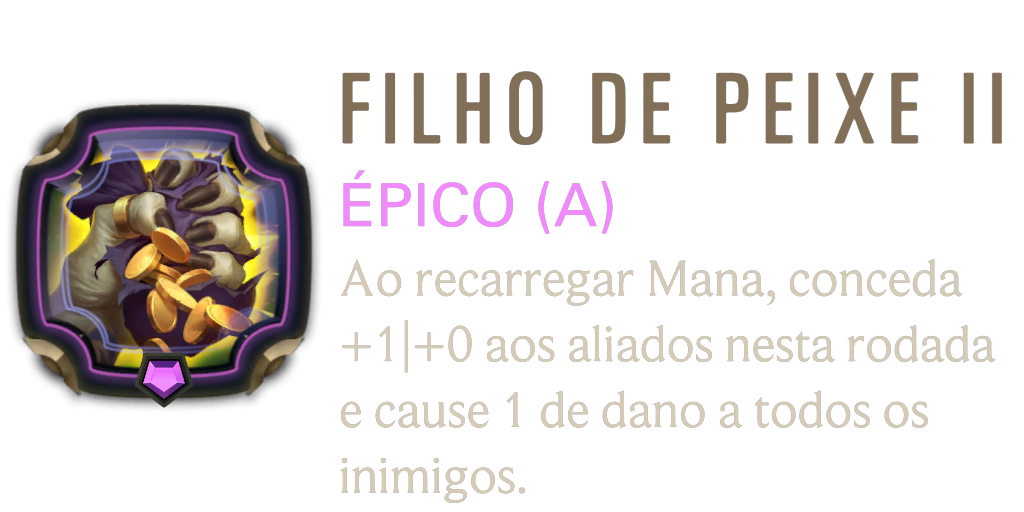 FILHO DE PEIXE II
ÉPICO (A)
Ao recarregar Mana, conceda
+1|+0 aos aliados nesta rodada
e cause 1 de dano a todos os
inimigos.